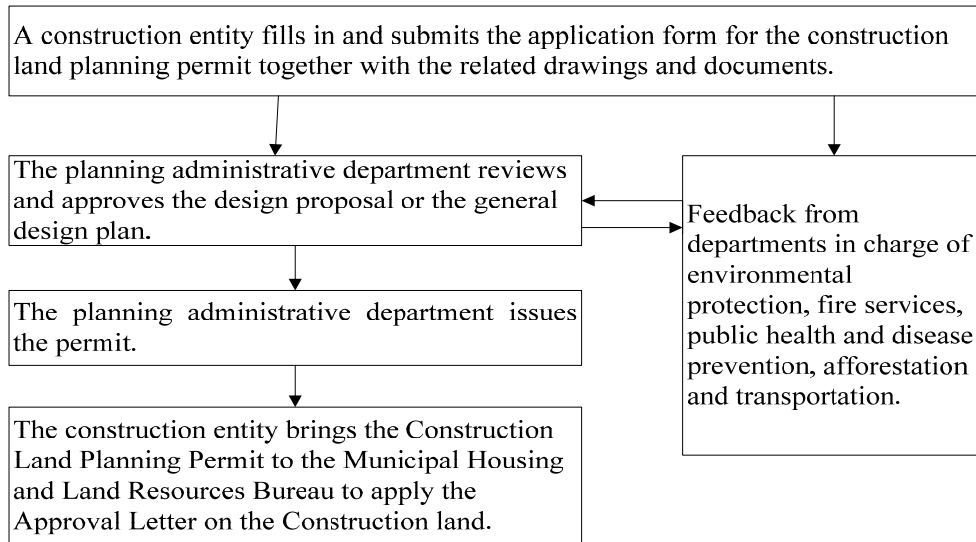 A construction entity fills in and submits the application form for the construction
land planning permit together with the related drawings and documents.
The planning administrative department reviews
and approves the design proposal or the general
design plan.
Feedback from
departments in charge of
environmental
protection, fire services,
public health and disease
prevention, afforestation
and transportation.
The planning administrative department issues
the permit.
The construction entity brings the Construction
Land Planning Permit to the Municipal Housing
and Land Resources Bureau to apply the
Approval Letter on the Construction land.